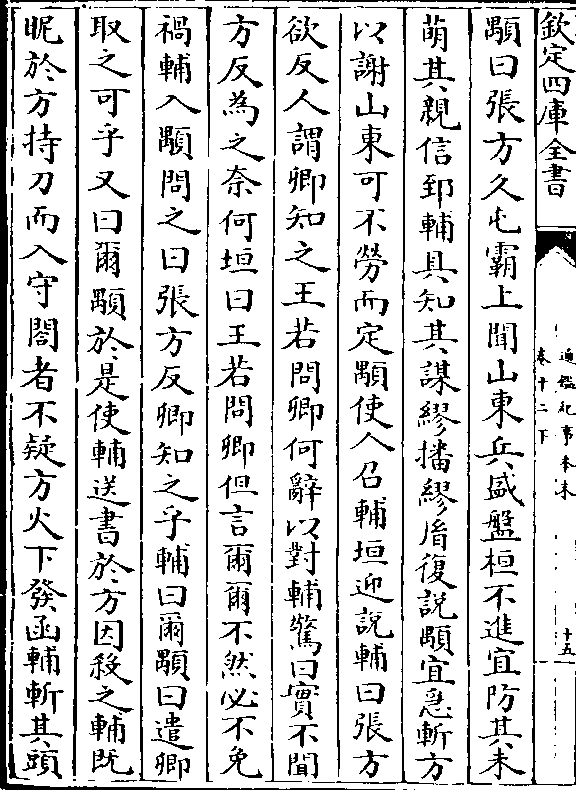 欽定四庫全書
通鑑紀事本末
卷十二下
十五
顒曰張方久屯霸上聞山東兵盛盤桓不進宜防其未
萌其親信郅輔具知其謀繆播繆胤復說顒宜急斬方
以謝山東可不勞而定顒使人召輔垣迎說輔曰張方
欲反人謂卿知之王若問卿何辭以對輔驚曰實不聞
方反為之奈何垣曰王若問卿但言爾爾不然必不免
禍輔入顒問之曰張方反卿知之乎輔曰爾顒曰遣卿
取之可乎又曰爾顒於是使輔送書於方因殺之輔既
昵於方持刀而入守閤者不疑方火下發函輔斬其頭